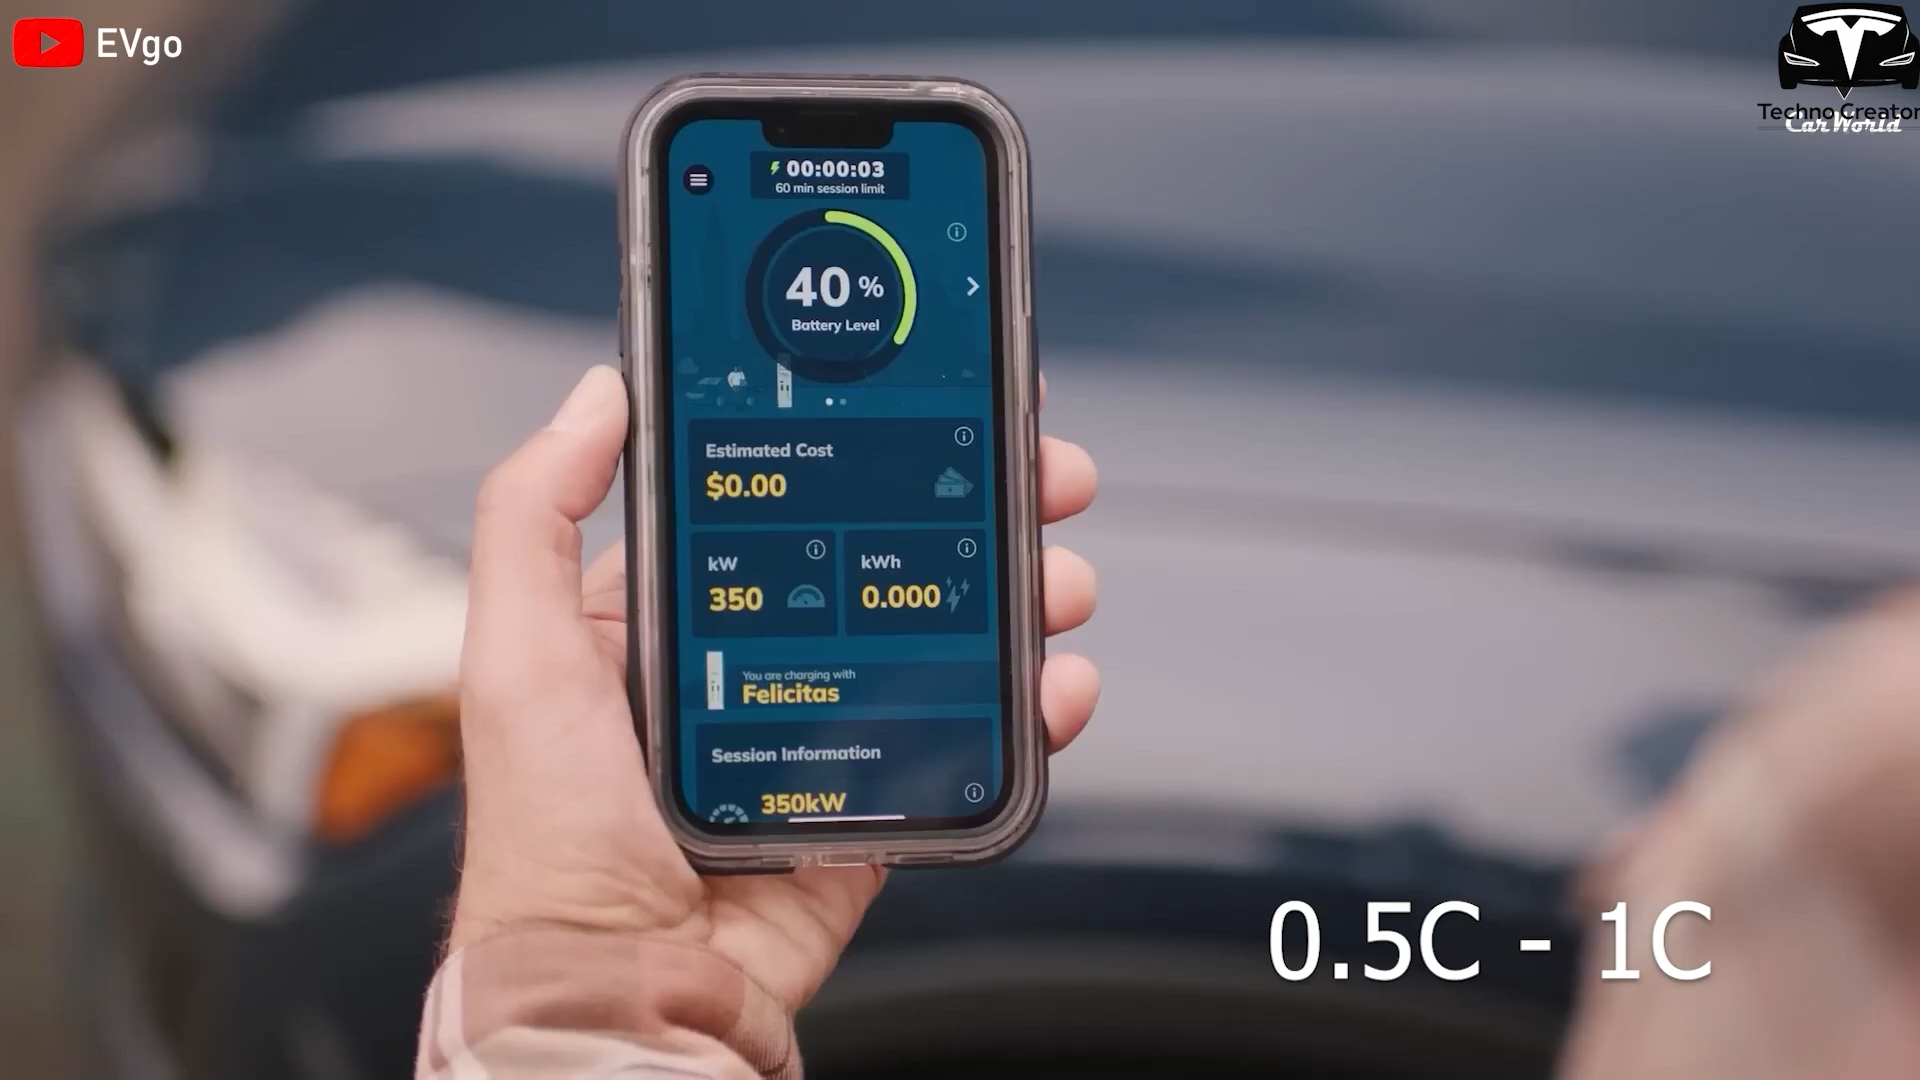 EVgo
Techno Creator
Car World
00:00:03
60 min session limit
40 %
Battery Level
Estimated Cost
$0.00
kW
350
kWh
0.000
You are charging with
Felicitas
Session Information
350kW
0.5C - 1C